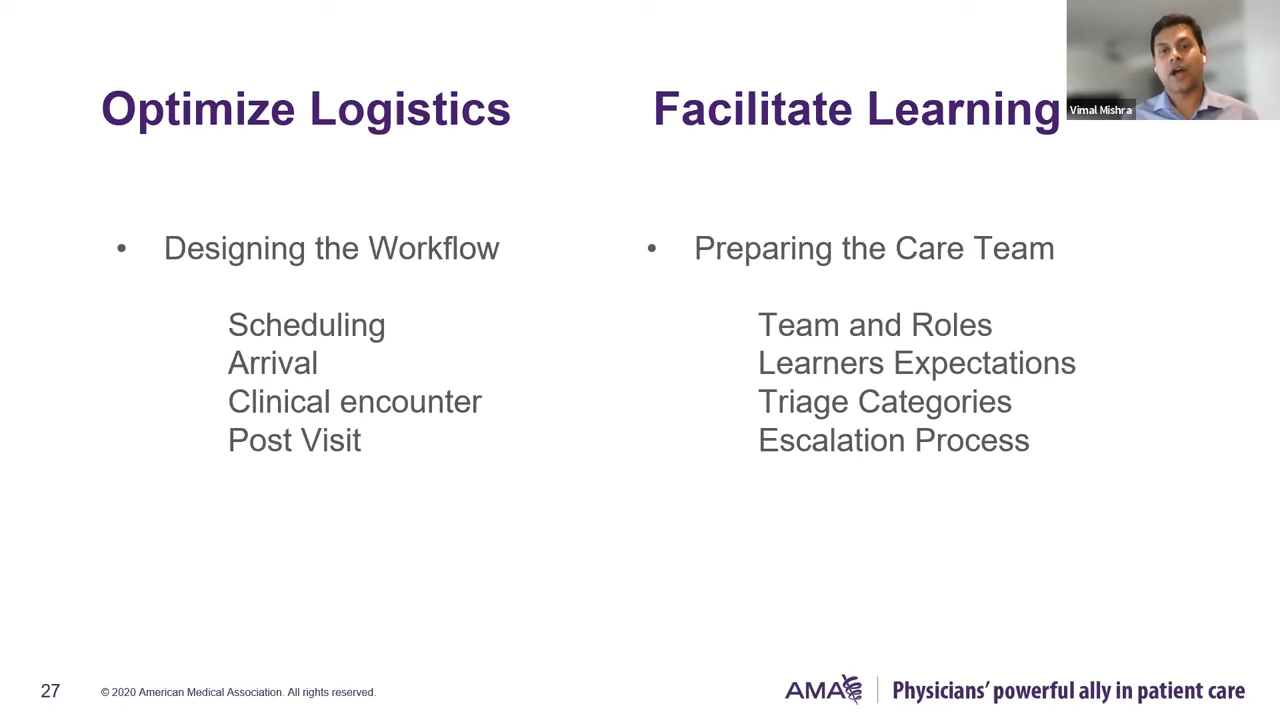 Optimize Logistics
Facilitate Learning
Vimal Mishra
• Designing the Workflow
Scheduling
Arrival
Clinical encounter
Post Visit
• Preparing the Care Team
Team and Roles
Learners Expectations
Triage Categories
Escalation Process
27
© 2020 American Medical Association. All rights reserved.
AMA
Physicians’ powerful ally in patient care